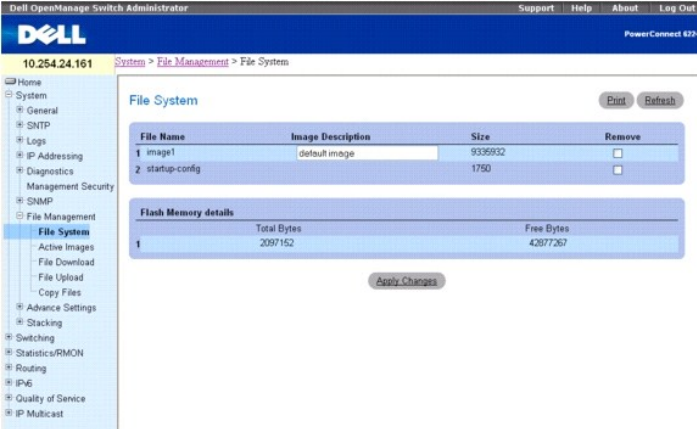 Dell OpenManage Switch Administrator
Support Help About Log Out
DELL
PowerConnect 622
10.254.24.161
System > File Management > File System
Home
System
General
SNTP
Logs
IP Addressing
Diagnostics
Management Security
SNMP
File Management
File System
Active Images
File Download
File Upload
Copy Files
Advance Settings
Stacking
Switching
Statistics/RMON
Routing
IPv6
Quality of Service
IP Multicast
File System
Print Refresh
File Name Image Description Size Remove
1 image1 default image 9335932
2 startup-config 1750
Flash Memory details
Total Bytes Free Bytes
1 2097152 42877267
Apply Changes